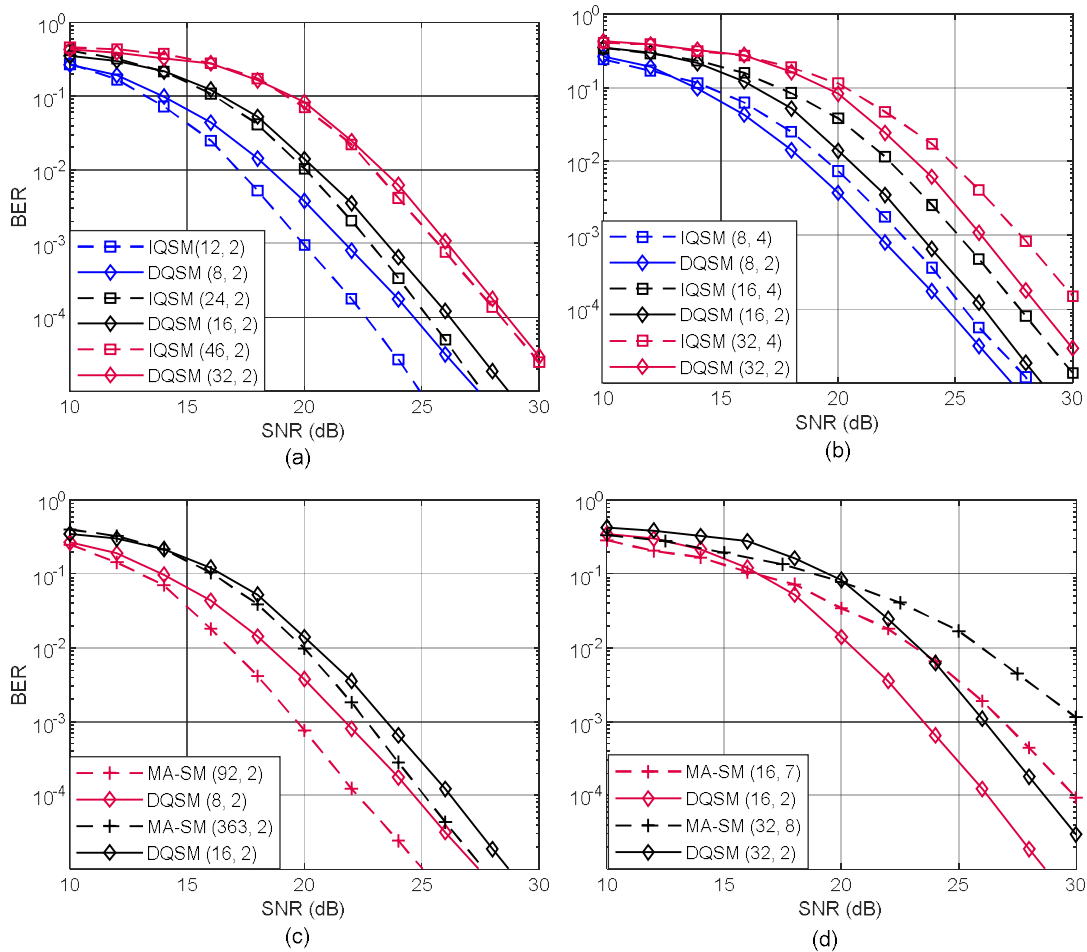 BER
10^0
10^-1
10^-2
10^-3
10^-4
IQSM(12, 2)
DQSM (8, 2)
IQSM (24, 2)
DQSM (16, 2)
IQSM (46, 2)
DQSM (32, 2)
10 15 20 25 30
SNR (dB)
(a)
10^0
10^-1
10^-2
10^-3
10^-4
IQSM (8, 4)
DQSM (8, 2)
IQSM (16, 4)
DQSM (16, 2)
IQSM (32, 4)
DQSM (32, 2)
10 15 20 25 30
SNR (dB)
(b)
BER
10^0
10^-1
10^-2
10^-3
10^-4
MA-SM (92, 2)
DQSM (8, 2)
MA-SM (363, 2)
DQSM (16, 2)
10 15 20 25 30
SNR (dB)
(c)
10^0
10^-1
10^-2
10^-3
10^-4
MA-SM (16, 7)
DQSM (16, 2)
MA-SM (32, 8)
DQSM (32, 2)
10 15 20 25 30
SNR (dB)
(d)